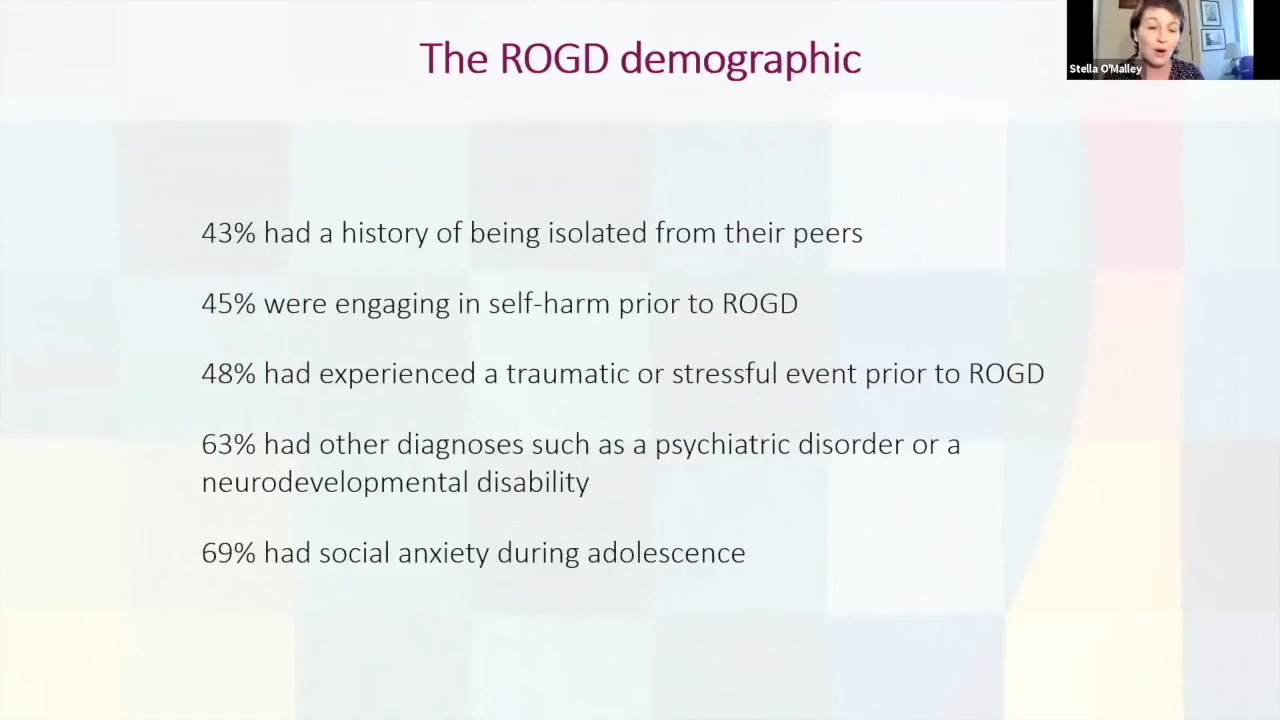 The ROGD demographic
Stella O'Malley
43% had a history of being isolated from their peers
45% were engaging in self-harm prior to ROGD
48% had experienced a traumatic or stressful event prior to ROGD
63% had other diagnoses such as a psychiatric disorder or a
neurodevelopmental disability
69% had social anxiety during adolescence